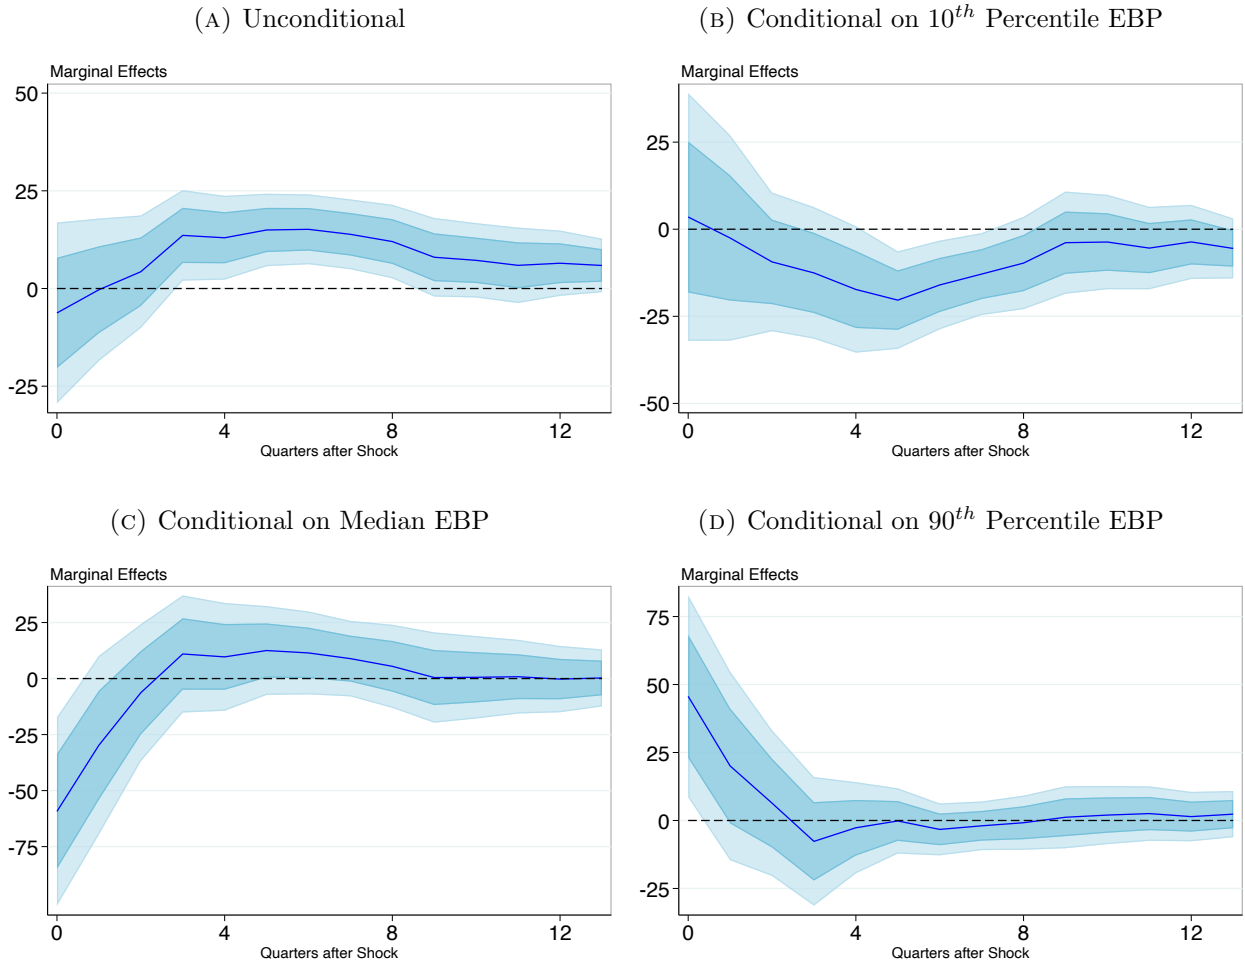 (A) Unconditional
Marginal Effects
50
25
0
-25
0 4 8 12
Quarters after Shock
(B) Conditional on 10th Percentile EBP
Marginal Effects
25
0
-25
-50
0 4 8 12
Quarters after Shock
(C) Conditional on Median EBP
Marginal Effects
25
0
-25
-50
-75
0 4 8 12
Quarters after Shock
(D) Conditional on 90th Percentile EBP
Marginal Effects
75
50
25
0
-25
0 4 8 12
Quarters after Shock